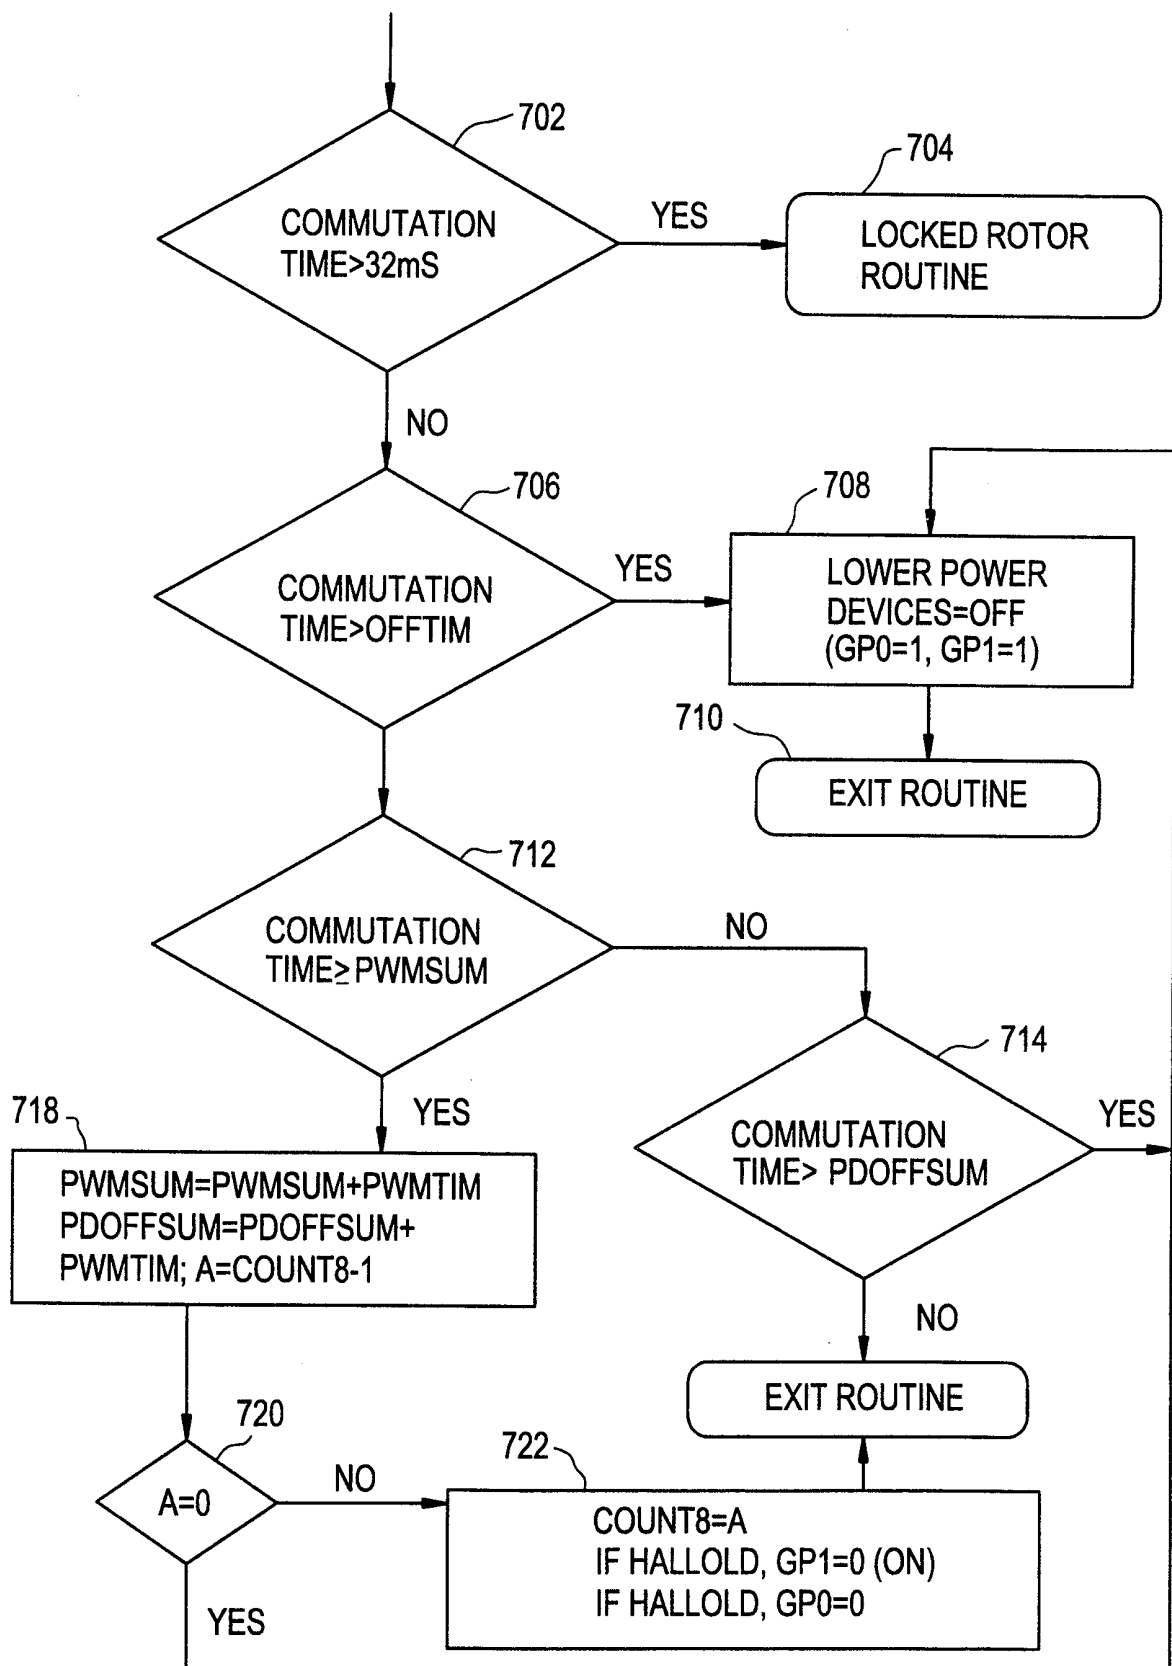 702
COMMUTATION
TIME>32mS
YES
704
LOCKED ROTOR
ROUTINE
NO
706
COMMUTATION
TIME>OFFTIM
YES
708
LOWER POWER
DEVICES=OFF
(GP0=1, GP1=1)
710
EXIT ROUTINE
712
COMMUTATION
TIME≥PWMSUM
NO
714
COMMUTATION
TIME> PDOFFSUM
YES
YES
718
PWMSUM=PWMSUM+PWMTIM
PDOFFSUM=PDOFFSUM+
PWMTIM; A=COUNT8-1
NO
EXIT ROUTINE
720
A=0
NO
722
COUNT8=A
IF HALLOLD, GP1=0 (ON)
IF HALLOLD, GP0=0
YES